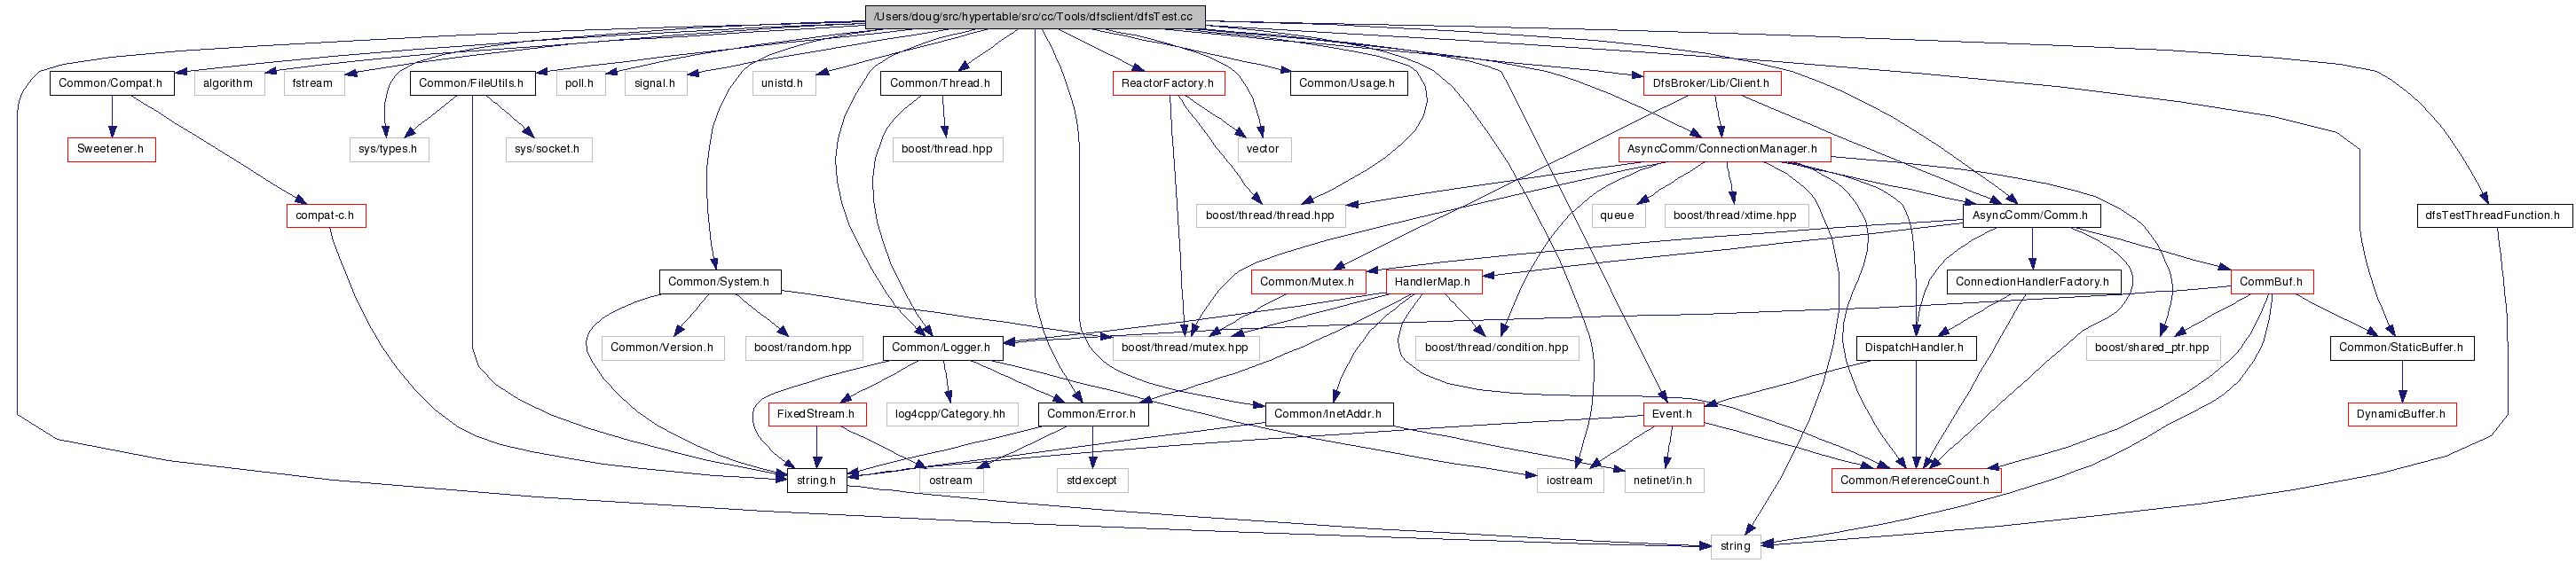 /Users/doug/src/hypertable/src/cc/Tools/dfsclient/dfsTest.cc
Common/Compat.h
algorithm
fstream
Common/FileUtils.h
poll.h
signal.h
unistd.h
Common/Thread.h
ReactorFactory.h
Common/Usage.h
DfsBroker/Lib/Client.h
Sweetener.h
sys/types.h
sys/socket.h
boost/thread.hpp
vector
AsyncComm/ConnectionManager.h
compat-c.h
boost/thread/thread.hpp
queue
boost/thread/xtime.hpp
AsyncComm/Comm.h
dfsTestThreadFunction.h
Common/System.h
Common/Mutex.h
HandlerMap.h
ConnectionHandlerFactory.h
CommBuf.h
Common/Version.h
boost/random.hpp
Common/Logger.h
boost/thread/mutex.hpp
boost/thread/condition.hpp
DispatchHandler.h
boost/shared_ptr.hpp
Common/StaticBuffer.h
FixedStream.h
log4cpp/Category.hh
Common/Error.h
Common/InetAddr.h
Event.h
DynamicBuffer.h
string.h
ostream
stdexcept
iostream
netinet/in.h
Common/ReferenceCount.h
string